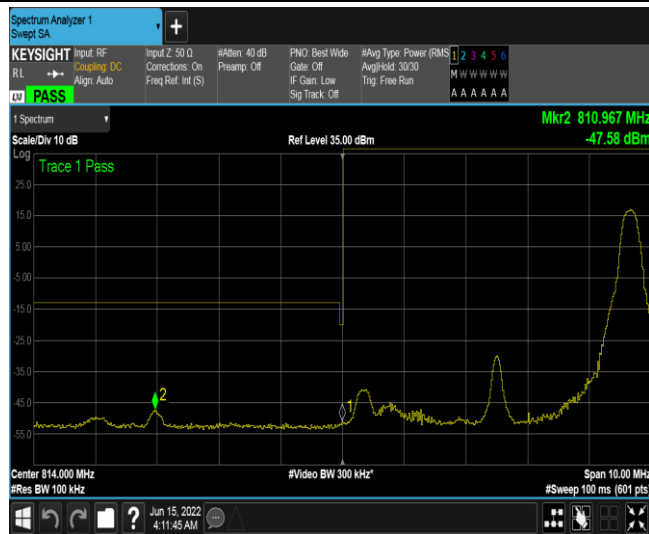 Spectrum Analyzer 1
Swept SA
+
KEYSIGHT
RL
PASS
Input: RF
Coupling: DC
Align: Auto
Input Z: 50 Ω
Corrections: On
Freq Ref: Int (S)
#Atten: 40 dB
Preamp: Off
PNO: Best Wide
Gate: Off
IF Gain: Low
Sig Track: Off
#Avg Type: Power (RMS
Avg|Hold: 30/30
Trig: Free Run
1 2 3 4 5 6
M W W W W W
A A A A A A
1 Spectrum
Mkr2 810.967 MHz
Scale/Div 10 dB
Ref Level 35.00 dBm
-47.58 dBm
Log
Trace 1 Pass
25.0
15.0
5.00
-5.00
-15.0
-25.0
-35.0
-45.0
2
1
-55.0
Center 814.000 MHz
#Video BW 300 kHz*
Span 10.00 MHz
#Res BW 100 kHz
#Sweep 100 ms (601 pts)
?
Jun 15, 2022
4:11:45 AM